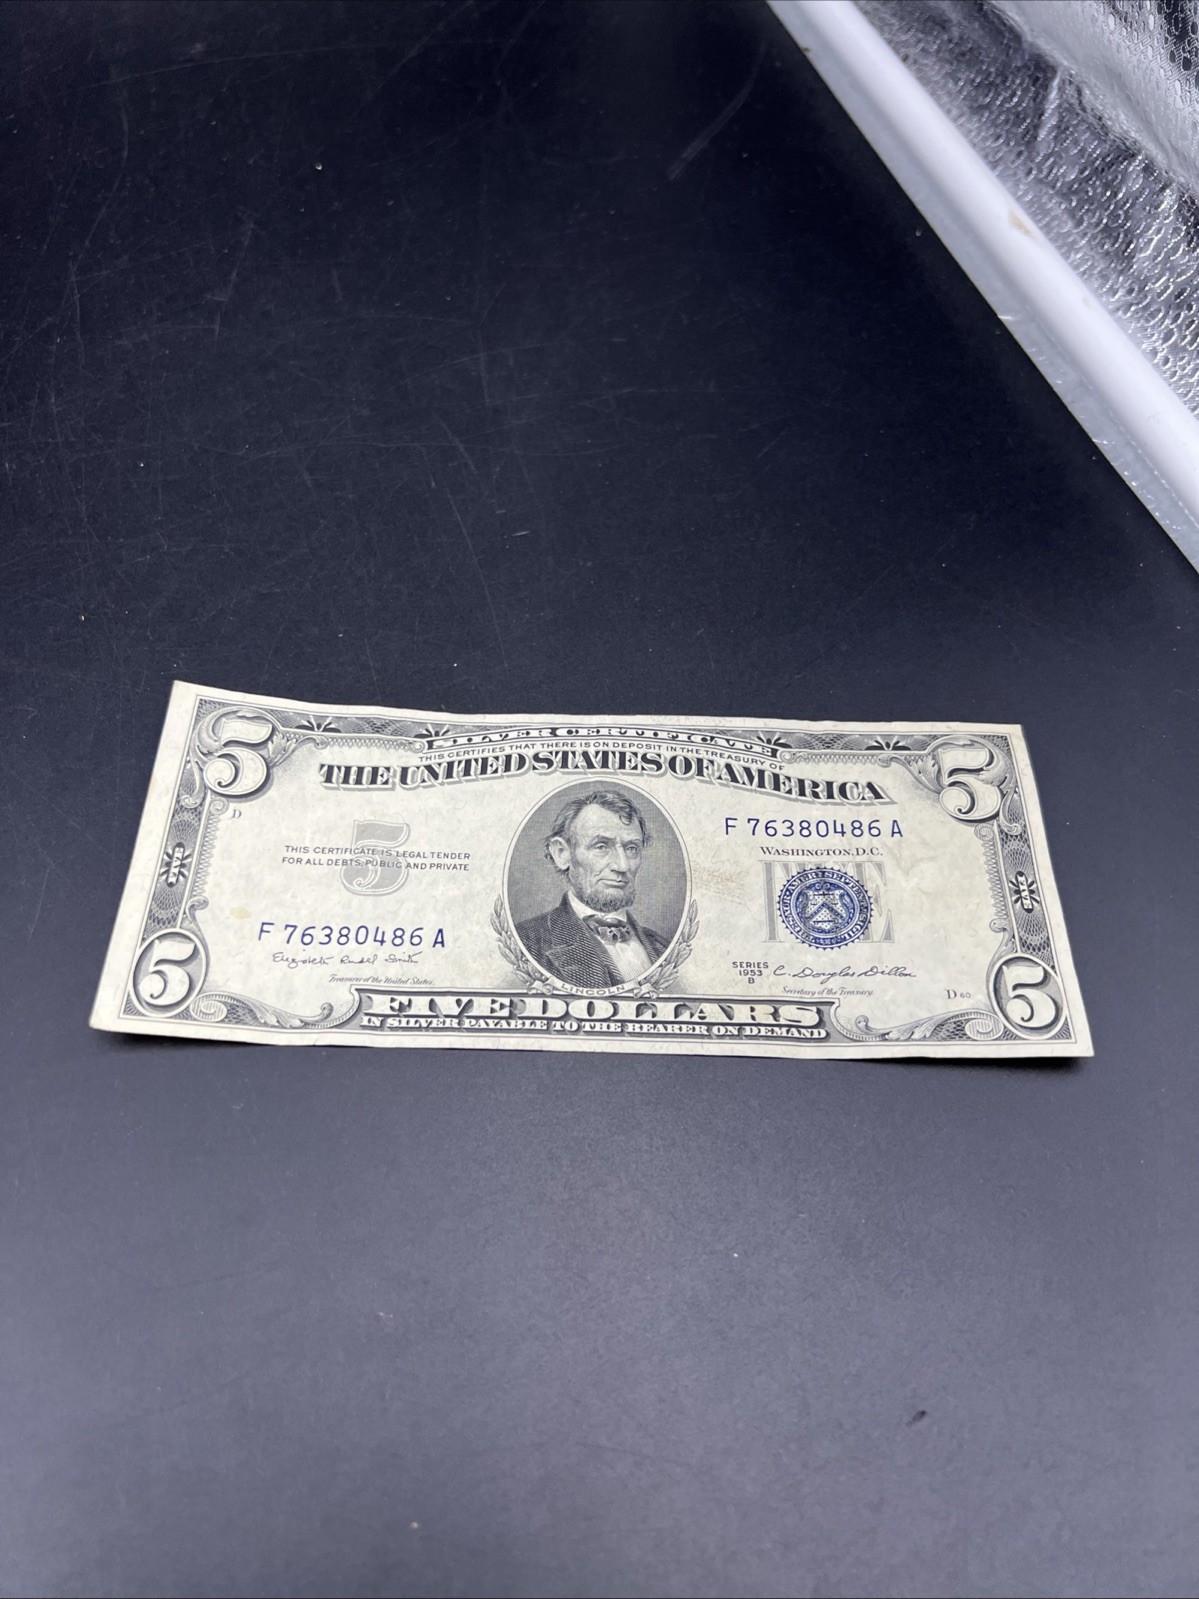 5
SILVER CERTIFICATE
5
THIS CERTIFIES THAT THERE IS ON DEPOSIT IN THE TREASURY OF
THE UNITED STATES OF AMERICA
D
F 76380486 A
5
THIS CERTIFICATE IS LEGAL TENDER
FOR ALL DEBTS, PUBLIC AND PRIVATE
WASHINGTON, D.C.
FIVE
FIVE
FIVE
F 76380486 A
Elizabeth Rudel Smith
Treasurer of the United States.
SERIES
1953
B
C. Douglas Dillon
Secretary of the Treasury.
D 60
LINCOLN
5
FIVE DOLLARS
5
IN SILVER PAYABLE TO THE BEARER ON DEMAND